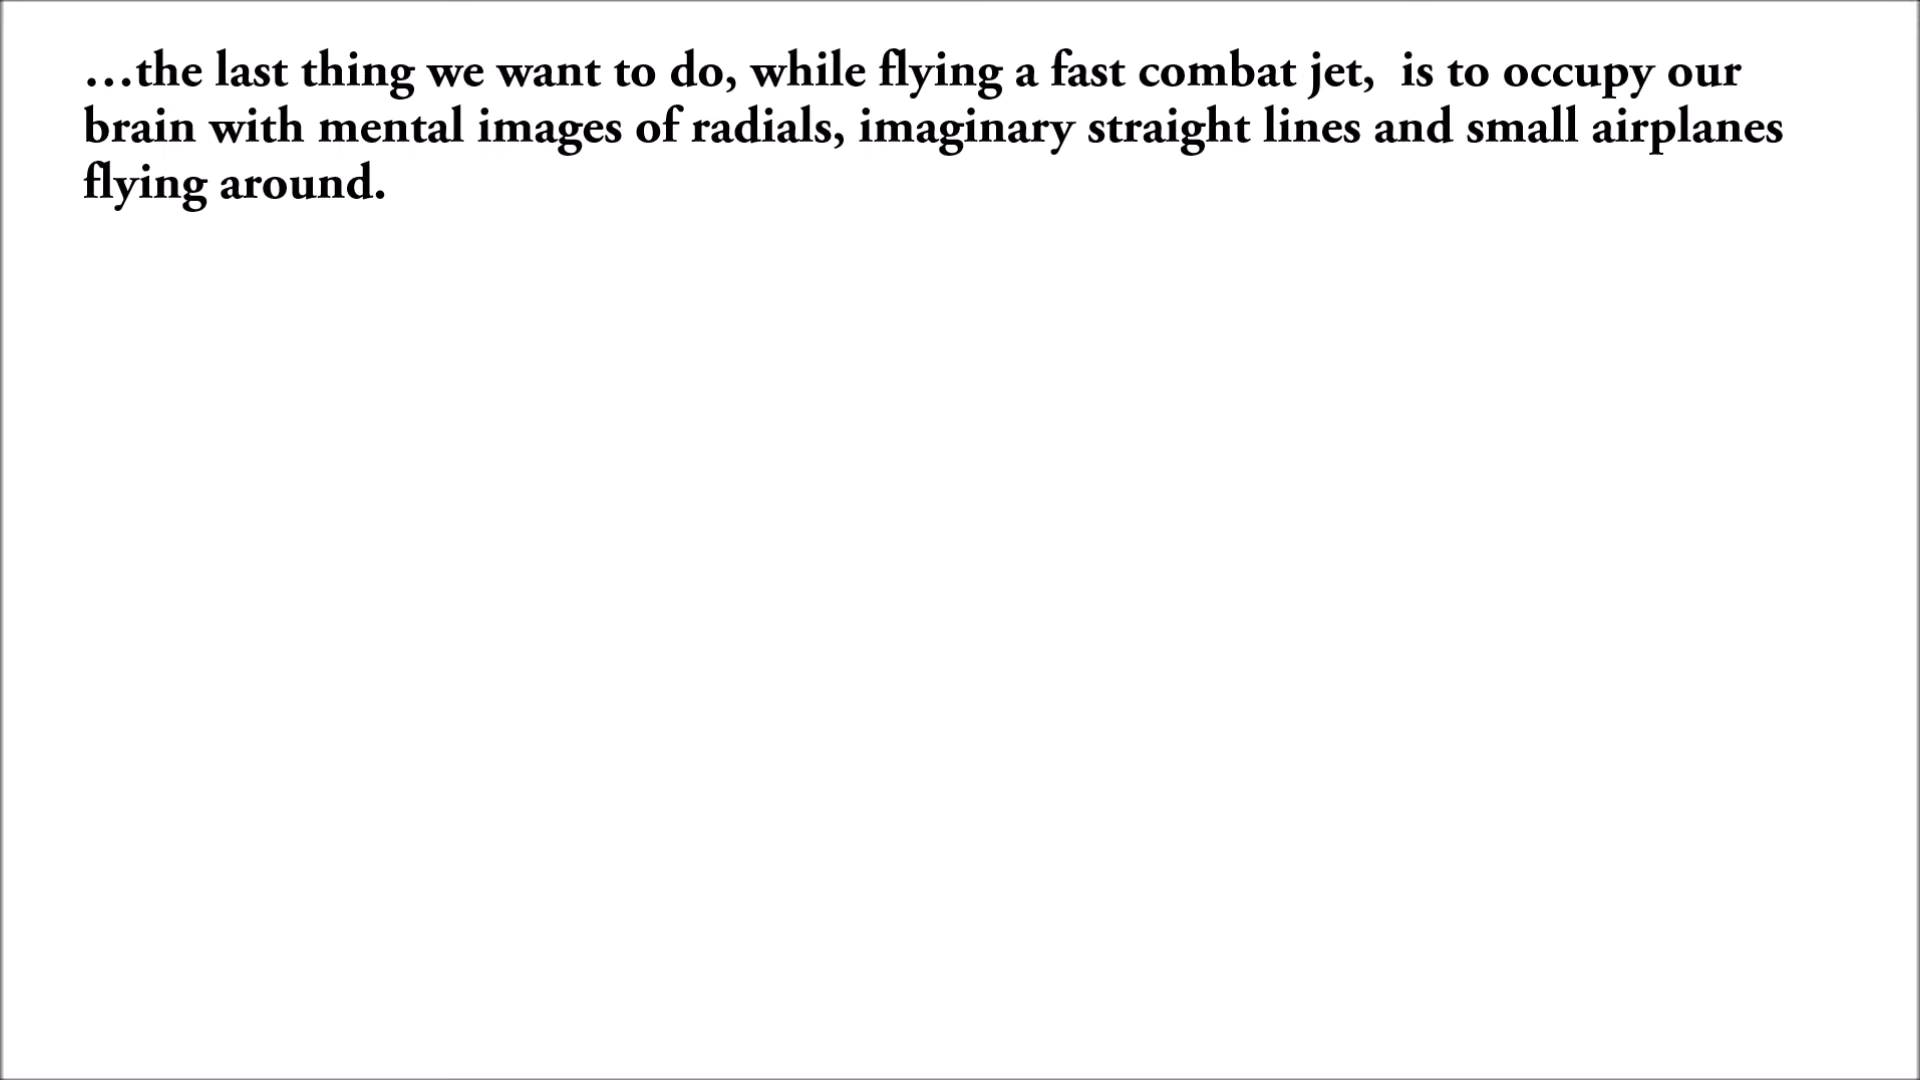 …the last thing we want to do, while flying a fast combat jet,  is to occupy our
brain with mental images of radials, imaginary straight lines and small airplanes
flying around.